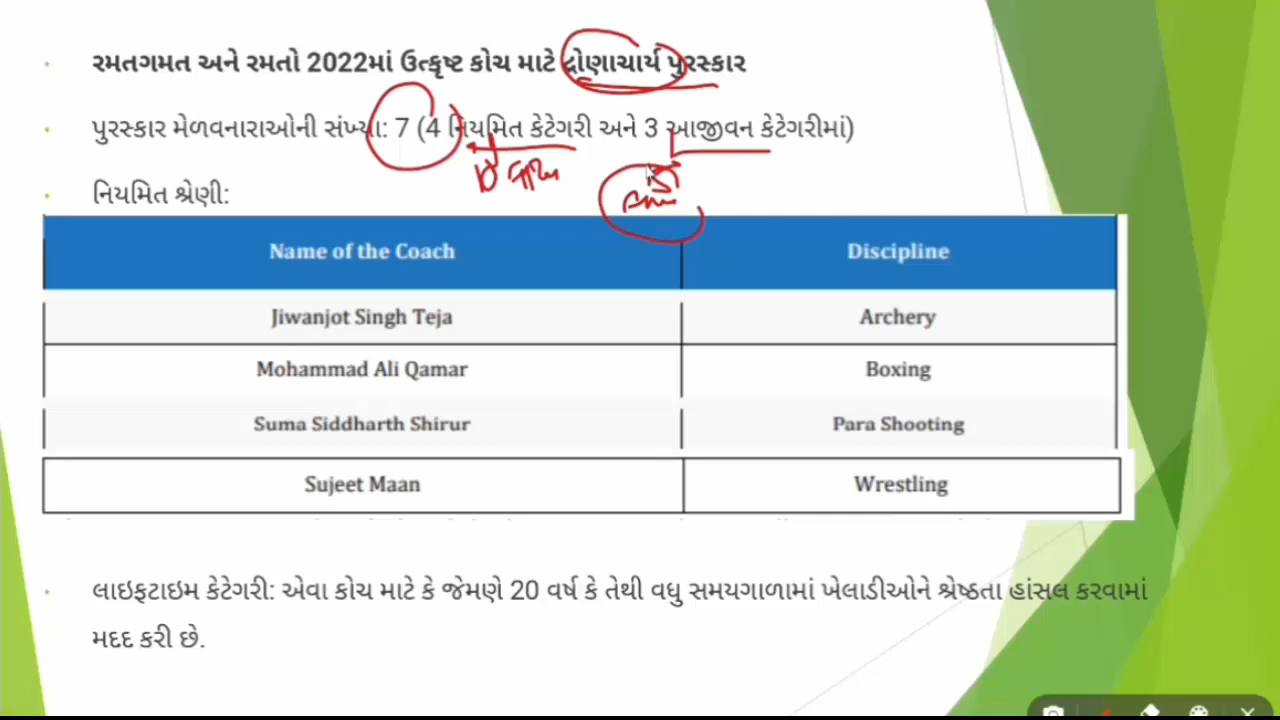 રમતગમત અને રમતો 2022માં ઉત્કૃષ્ટ કોચ માટે દ્રોણાચાર્ય પુરસ્કાર
પુરસ્કાર મેળવનારાઓની સંખ્યા: 7 (4 નિયમિત કેટેગરી અને 3 આજીવન કેટેગરીમાં)
નિયમિત શ્રેણી:
Name of the Coach Discipline
Jiwanjot Singh Teja Archery
Mohammad Ali Qamar Boxing
Suma Siddharth Shirur Para Shooting
Sujeet Maan Wrestling
લાઇફટાઇમ કેટેગરી: એવા કોચ માટે કે જેમણે 20 વર્ષ કે તેથી વધુ સમયગાળામાં ખેલાડીઓને શ્રેષ્ઠતા હાંસલ કરવામાં
મદદ કરી છે.